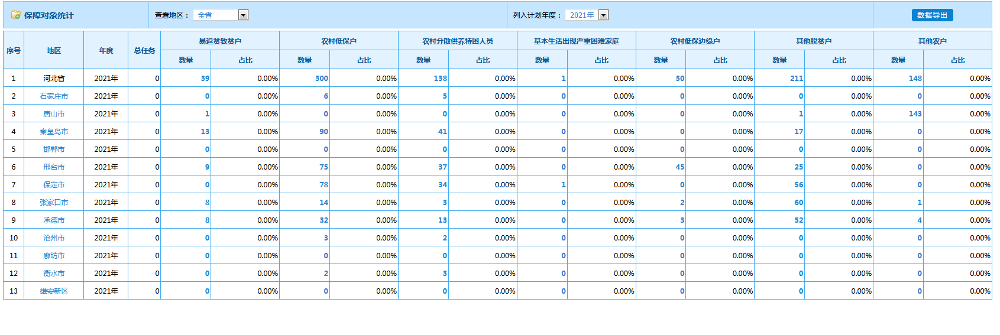 保障对象统计 查看地区： 全省 列入计划年度： 2021年 数据导出
序号 地区 年度 总任务 易返贫致贫户 农村低保户 农村分散供养特困人员 基本生活出现严重困难家庭 农村低保边缘户 其他脱贫户 其他农户
数量 占比 数量 占比 数量 占比 数量 占比 数量 占比 数量 占比 数量 占比
1 河北省 2021年 0 39 0.00% 300 0.00% 138 0.00% 1 0.00% 50 0.00% 211 0.00% 148 0.00%
2 石家庄市 2021年 0 0 0.00% 6 0.00% 5 0.00% 0 0.00% 0 0.00% 0 0.00% 0 0.00%
3 唐山市 2021年 0 1 0.00% 0 0.00% 0 0.00% 0 0.00% 0 0.00% 1 0.00% 143 0.00%
4 秦皇岛市 2021年 0 13 0.00% 90 0.00% 41 0.00% 0 0.00% 0 0.00% 17 0.00% 0 0.00%
5 邯郸市 2021年 0 0 0.00% 0 0.00% 0 0.00% 0 0.00% 0 0.00% 0 0.00% 0 0.00%
6 邢台市 2021年 0 9 0.00% 75 0.00% 37 0.00% 0 0.00% 45 0.00% 25 0.00% 0 0.00%
7 保定市 2021年 0 0 0.00% 78 0.00% 34 0.00% 1 0.00% 0 0.00% 56 0.00% 0 0.00%
8 张家口市 2021年 0 8 0.00% 14 0.00% 3 0.00% 0 0.00% 2 0.00% 60 0.00% 1 0.00%
9 承德市 2021年 0 8 0.00% 32 0.00% 13 0.00% 0 0.00% 3 0.00% 52 0.00% 4 0.00%
10 沧州市 2021年 0 0 0.00% 3 0.00% 2 0.00% 0 0.00% 0 0.00% 0 0.00% 0 0.00%
11 廊坊市 2021年 0 0 0.00% 0 0.00% 0 0.00% 0 0.00% 0 0.00% 0 0.00% 0 0.00%
12 衡水市 2021年 0 0 0.00% 2 0.00% 3 0.00% 0 0.00% 0 0.00% 0 0.00% 0 0.00%
13 雄安新区 2021年 0 0 0.00% 0 0.00% 0 0.00% 0 0.00% 0 0.00% 0 0.00% 0 0.00%